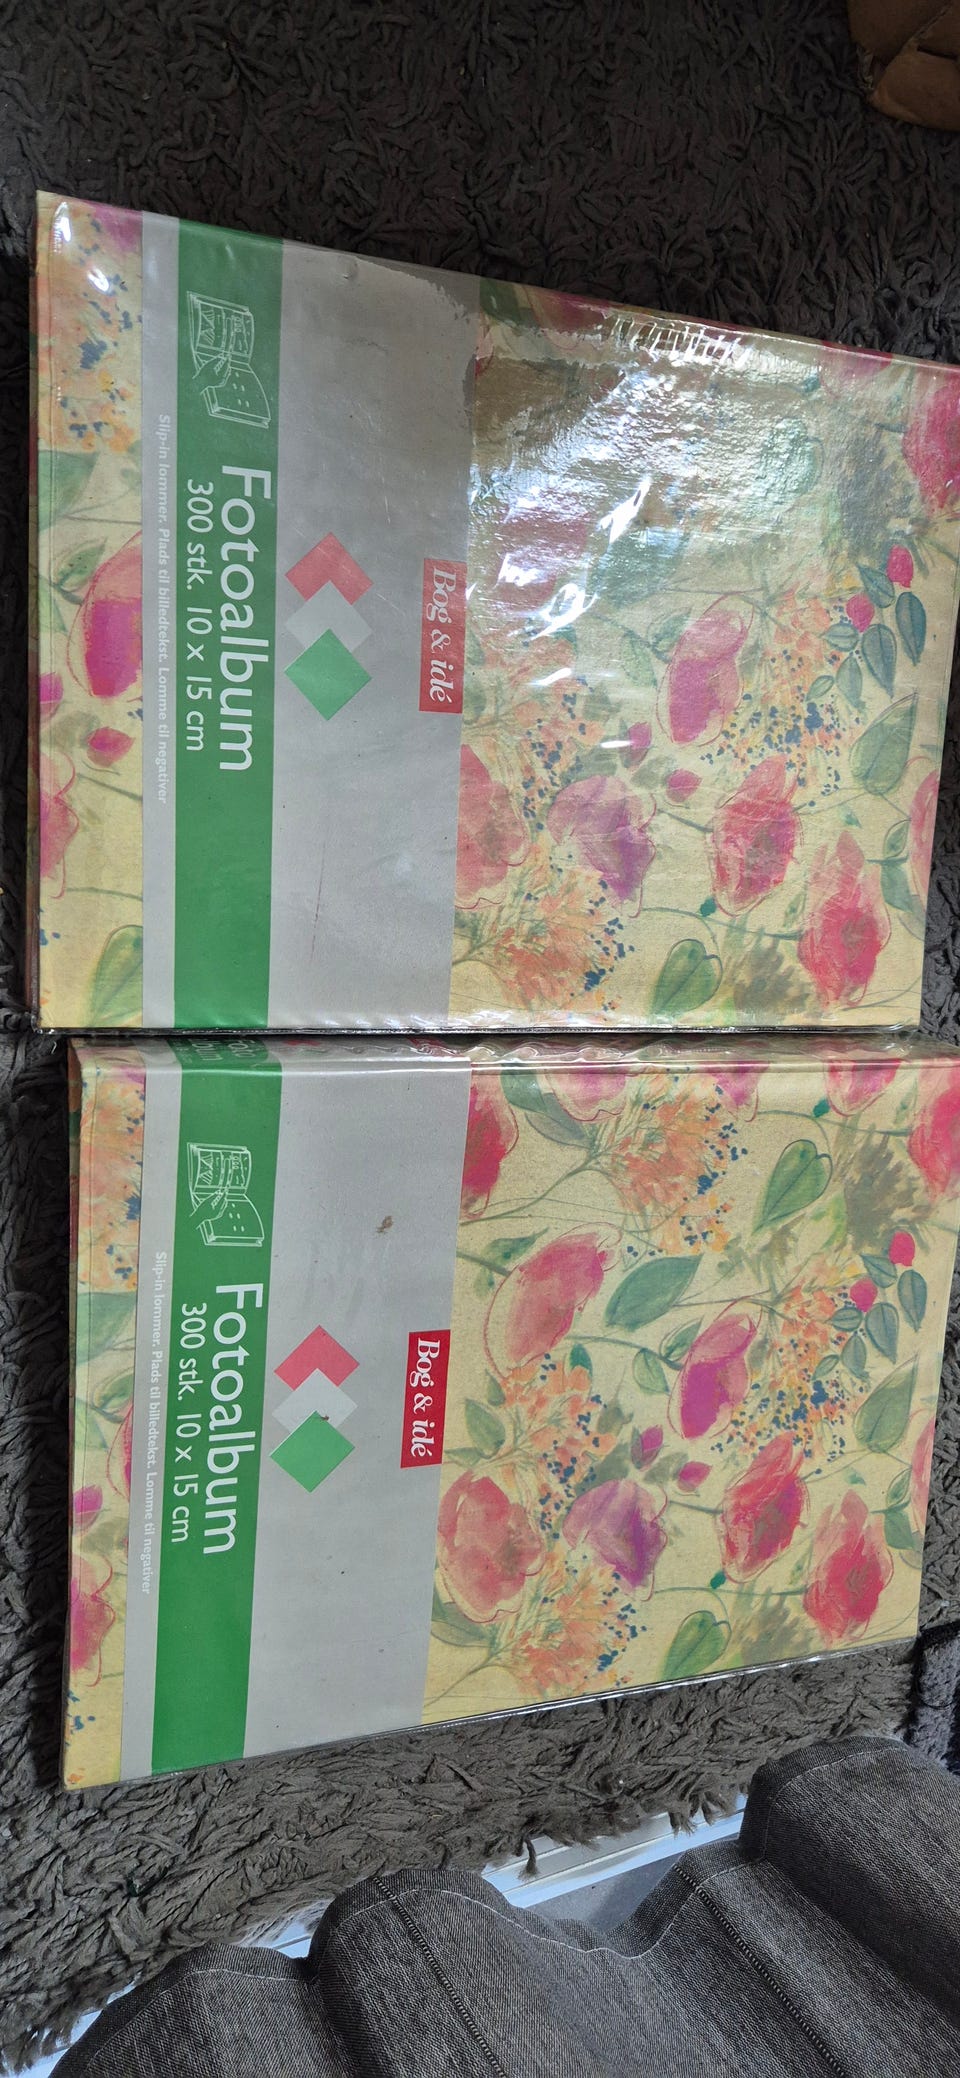 Bog & idé
Fotoalbum
300 stk. 10 x 15 cm
Slip-in lommer. Plads til billedtekst. Lomme til negativer
Bog & idé
Fotoalbum
300 stk. 10 x 15 cm
Slip-in lommer. Plads til billedtekst. Lomme til negativer